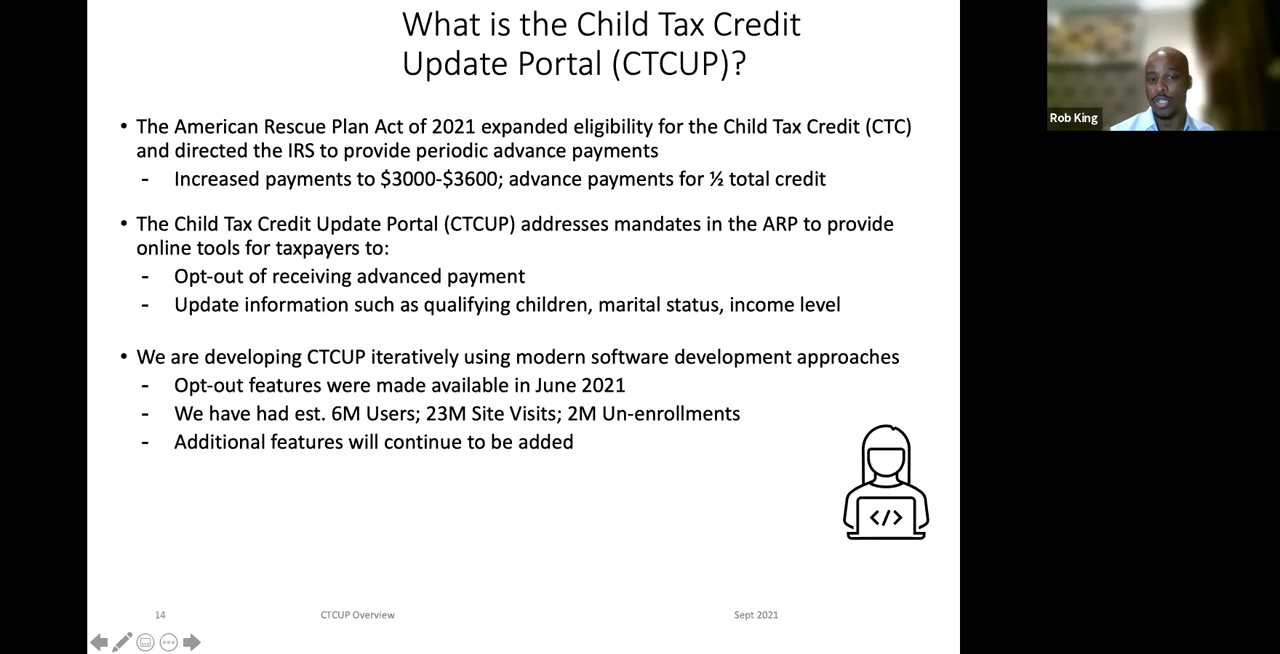 What is the Child Tax Credit
Update Portal (CTCUP)?
• The American Rescue Plan Act of 2021 expanded eligibility for the Child Tax Credit (CTC)
and directed the IRS to provide periodic advance payments
- Increased payments to $3000-$3600; advance payments for ½ total credit
• The Child Tax Credit Update Portal (CTCUP) addresses mandates in the ARP to provide
online tools for taxpayers to:
- Opt-out of receiving advanced payment
- Update information such as qualifying children, marital status, income level
• We are developing CTCUP iteratively using modern software development approaches
- Opt-out features were made available in June 2021
- We have had est. 6M Users; 23M Site Visits; 2M Un-enrollments
- Additional features will continue to be added
</>
14 CTCUP Overview Sept 2021
Rob King